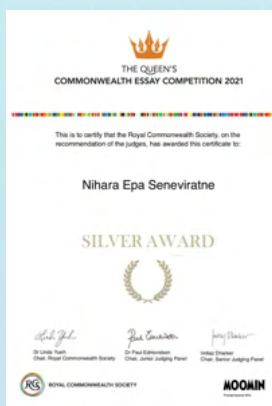 THE QUEEN'S
COMMONWEALTH ESSAY COMPETITION 2021
This is to certify that the Royal Commonwealth Society, on the
recommendation of the judges, has awarded this certificate to:
Nihara Epa Seneviratne
SILVER AWARD
Dr Linda Yueh
Chair, Royal Commonwealth Society
Dr Paul Edmondson
Chair, Junior Judging Panel
Imtiaz Dharker
Chair, Senior Judging Panel
RCS
ROYAL COMMONWEALTH SOCIETY
MOOMIN